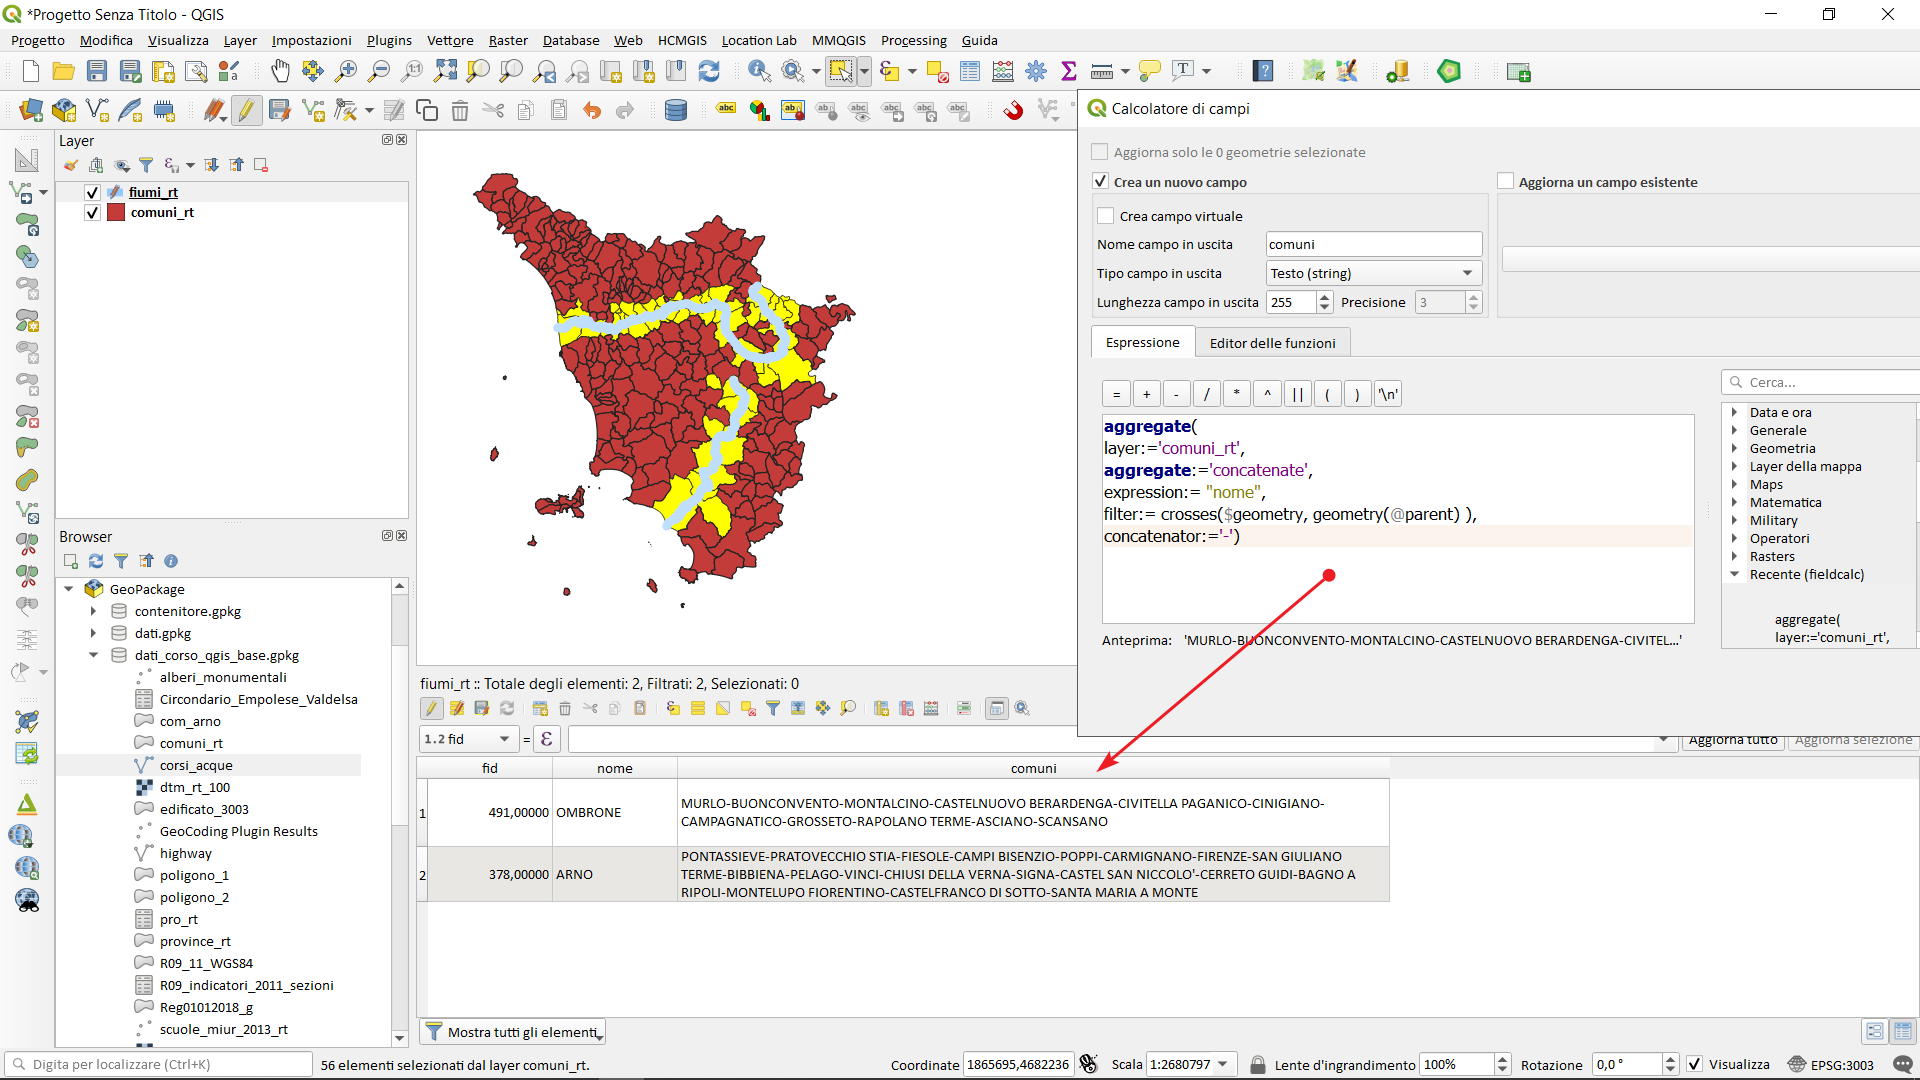 *Progetto Senza Titolo - QGIS
Progetto Modifica Visualizza Layer Impostazioni Plugins Vettore Raster Database Web HCMGIS Location Lab MMQGIS Processing Guida
Layer
fiumi_rt
comuni_rt
Browser
GeoPackage
contenitore.gpkg
dati.gpkg
dati_corso_qgis_base.gpkg
alberi_monumentali
Circondario_Empolese_Valdelsa
com_arno
comuni_rt
corsi_acque
dtm_rt_100
edificato_3003
GeoCoding Plugin Results
highway
poligono_1
poligono_2
pro_rt
province_rt
R09_11_WGS84
R09_indicatori_2011_sezioni
Reg01012018_g
scuole_miur_2013_rt
Calcolatore di campi
Aggiorna solo le 0 geometrie selezionate
Crea un nuovo campo
Aggiorna un campo esistente
Crea campo virtuale
Nome campo in uscita comuni
Tipo campo in uscita Testo (string)
Lunghezza campo in uscita 255 Precisione 3
Espressione Editor delle funzioni
= + - / * ^ || ( ) '\n'
aggregate(
layer:='comuni_rt',
aggregate:='concatenate',
expression:= "nome",
filter:= crosses($geometry, geometry(@parent) ),
concatenator:='-')
Anteprima: 'MURLO-BUONCONVENTO-MONTALCINO-CASTELNUOVO BERARDENGA-CIVITEL...'
Cerca...
Data e ora
Generale
Geometria
Layer della mappa
Maps
Matematica
Military
Operatori
Rasters
Recente (fieldcalc)
aggregate(
layer:='comuni_rt',
fiumi_rt :: Totale degli elementi: 2, Filtrati: 2, Selezionati: 0
1.2 fid = ε
Aggiorna tutto Aggiorna selezione
fid nome comuni
1 491,00000 OMBRONE
MURLO-BUONCONVENTO-MONTALCINO-CASTELNUOVO BERARDENGA-CIVITELLA PAGANICO-CINIGIANO-
CAMPAGNATICO-GROSSETO-RAPOLANO TERME-ASCIANO-SCANSANO
2 378,00000 ARNO
PONTASSIEVE-PRATOVECCHIO STIA-FIESOLE-CAMPI BISENZIO-POPPI-CARMIGNANO-FIRENZE-SAN GIULIANO
TERME-BIBBIENA-PELAGO-VINCI-CHIUSI DELLA VERNA-SIGNA-CASTEL SAN NICCOLO'-CERRETO GUIDI-BAGNO A
RIPOLI-MONTELUPO FIORENTINO-CASTELFRANCO DI SOTTO-SANTA MARIA A MONTE
Mostra tutti gli elementi
Digita per localizzare (Ctrl+K) 56 elementi selezionati dal layer comuni_rt. Coordinate 1865695,4682236 Scala 1:2680797 Lente d'ingrandimento 100% Rotazione 0,0 ° Visualizza EPSG:3003